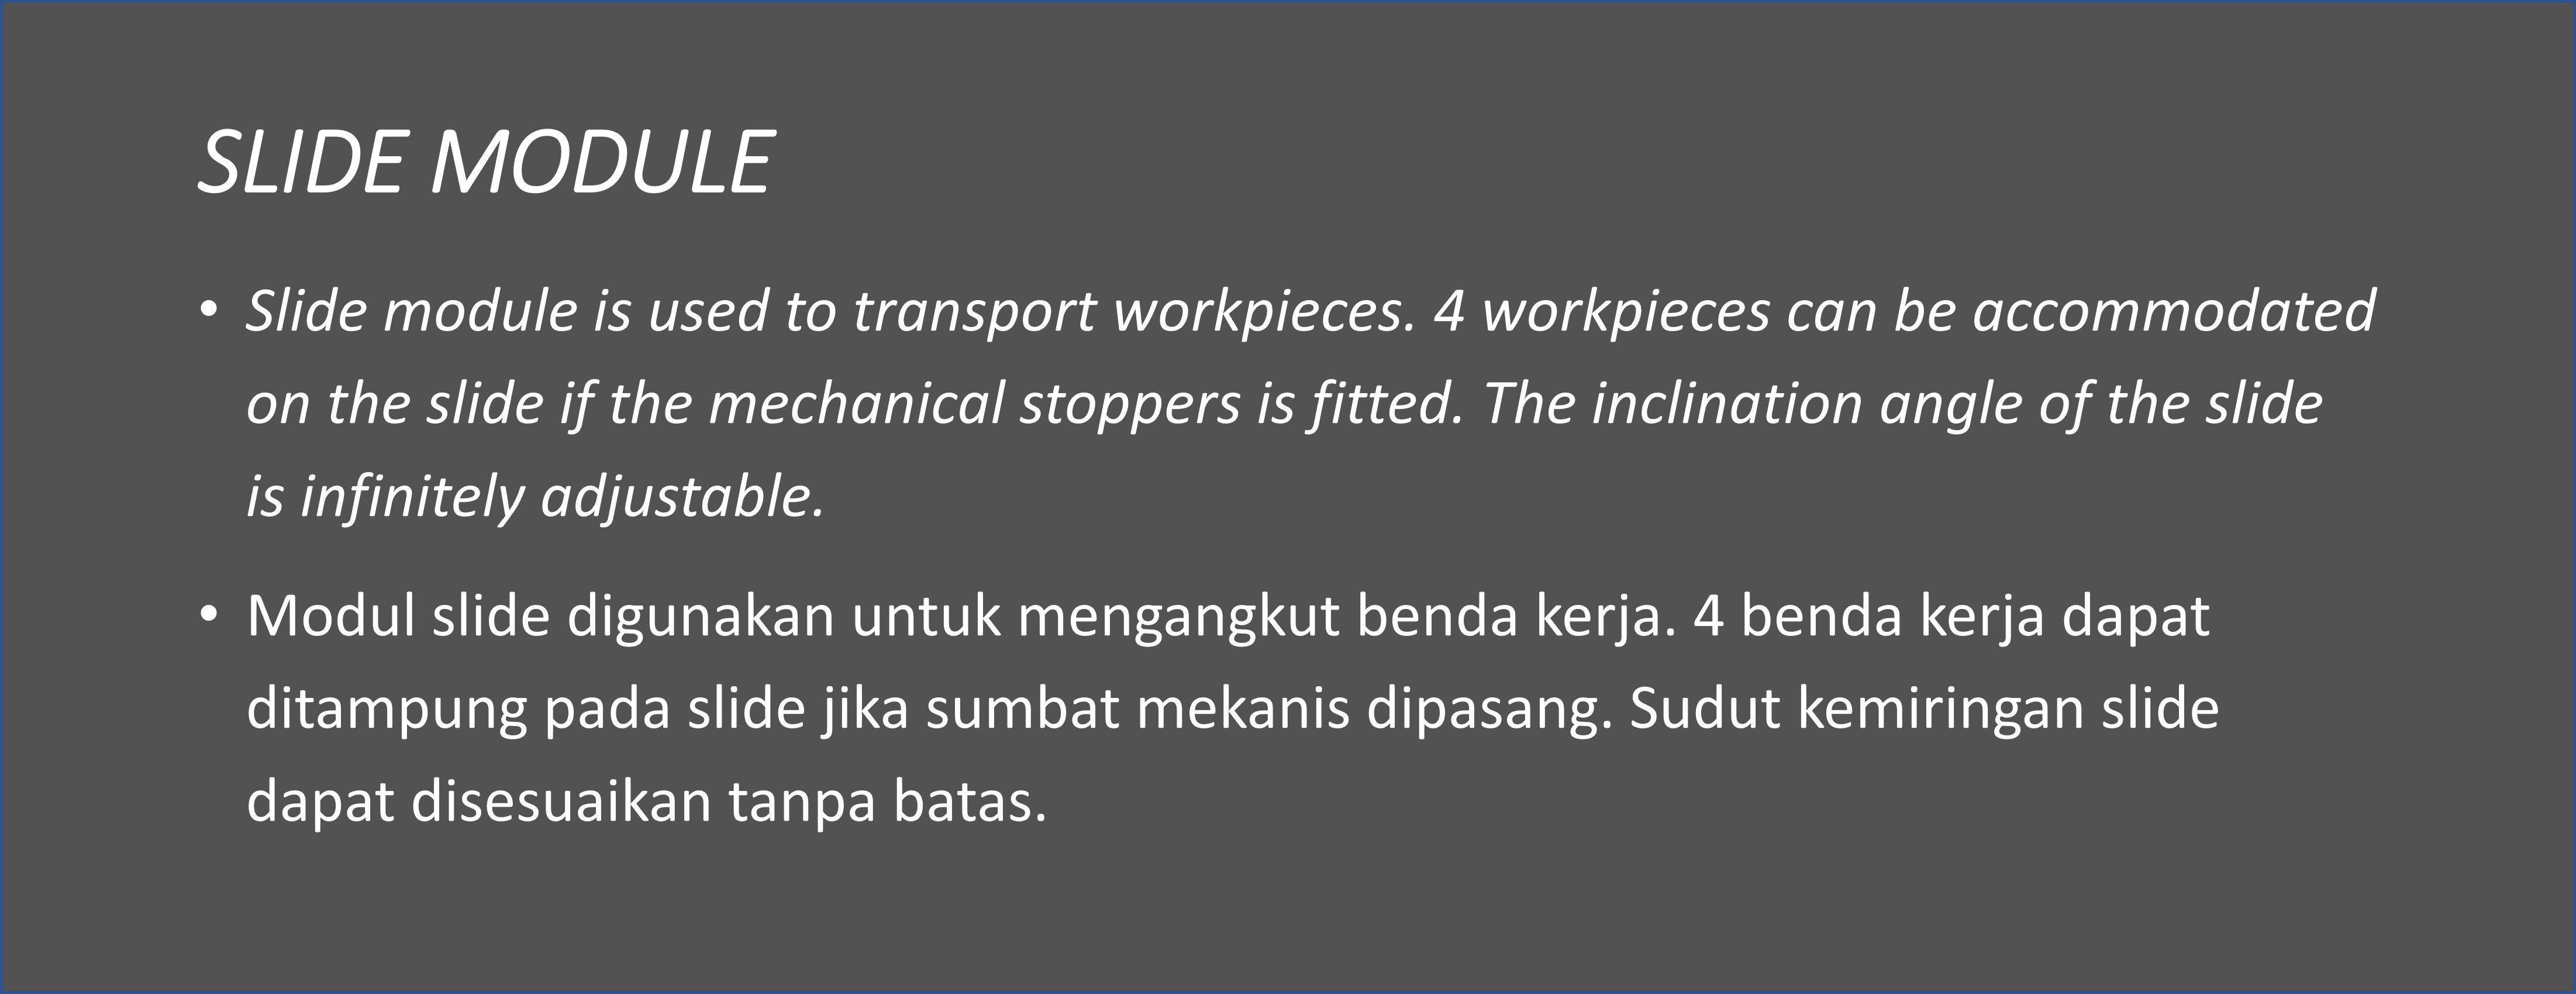 SLIDE MODULE
• Slide module is used to transport workpieces. 4 workpieces can be accommodated
on the slide if the mechanical stoppers is fitted. The inclination angle of the slide
is infinitely adjustable.
• Modul slide digunakan untuk mengangkut benda kerja. 4 benda kerja dapat
ditampung pada slide jika sumbat mekanis dipasang. Sudut kemiringan slide
dapat disesuaikan tanpa batas.